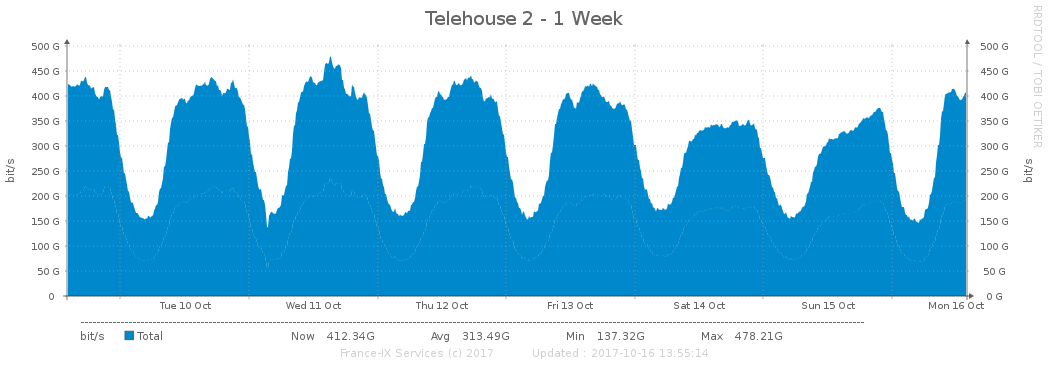 Telehouse 2 - 1 Week
RRDTOOL / TOBI OETIKER
500 G 500 G
450 G 450 G
400 G 400 G
350 G 350 G
300 G 300 G
250 G 250 G
200 G 200 G
150 G 150 G
100 G 100 G
50 G 50 G
0 0 G
bit/s bit/s
Tue 10 Oct Wed 11 Oct Thu 12 Oct Fri 13 Oct Sat 14 Oct Sun 15 Oct Mon 16 Oct
bit/s Total Now 412.34G Avg 313.49G Min 137.32G Max 478.21G
France-IX Services (c) 2017 Updated : 2017-10-16 13:55:14